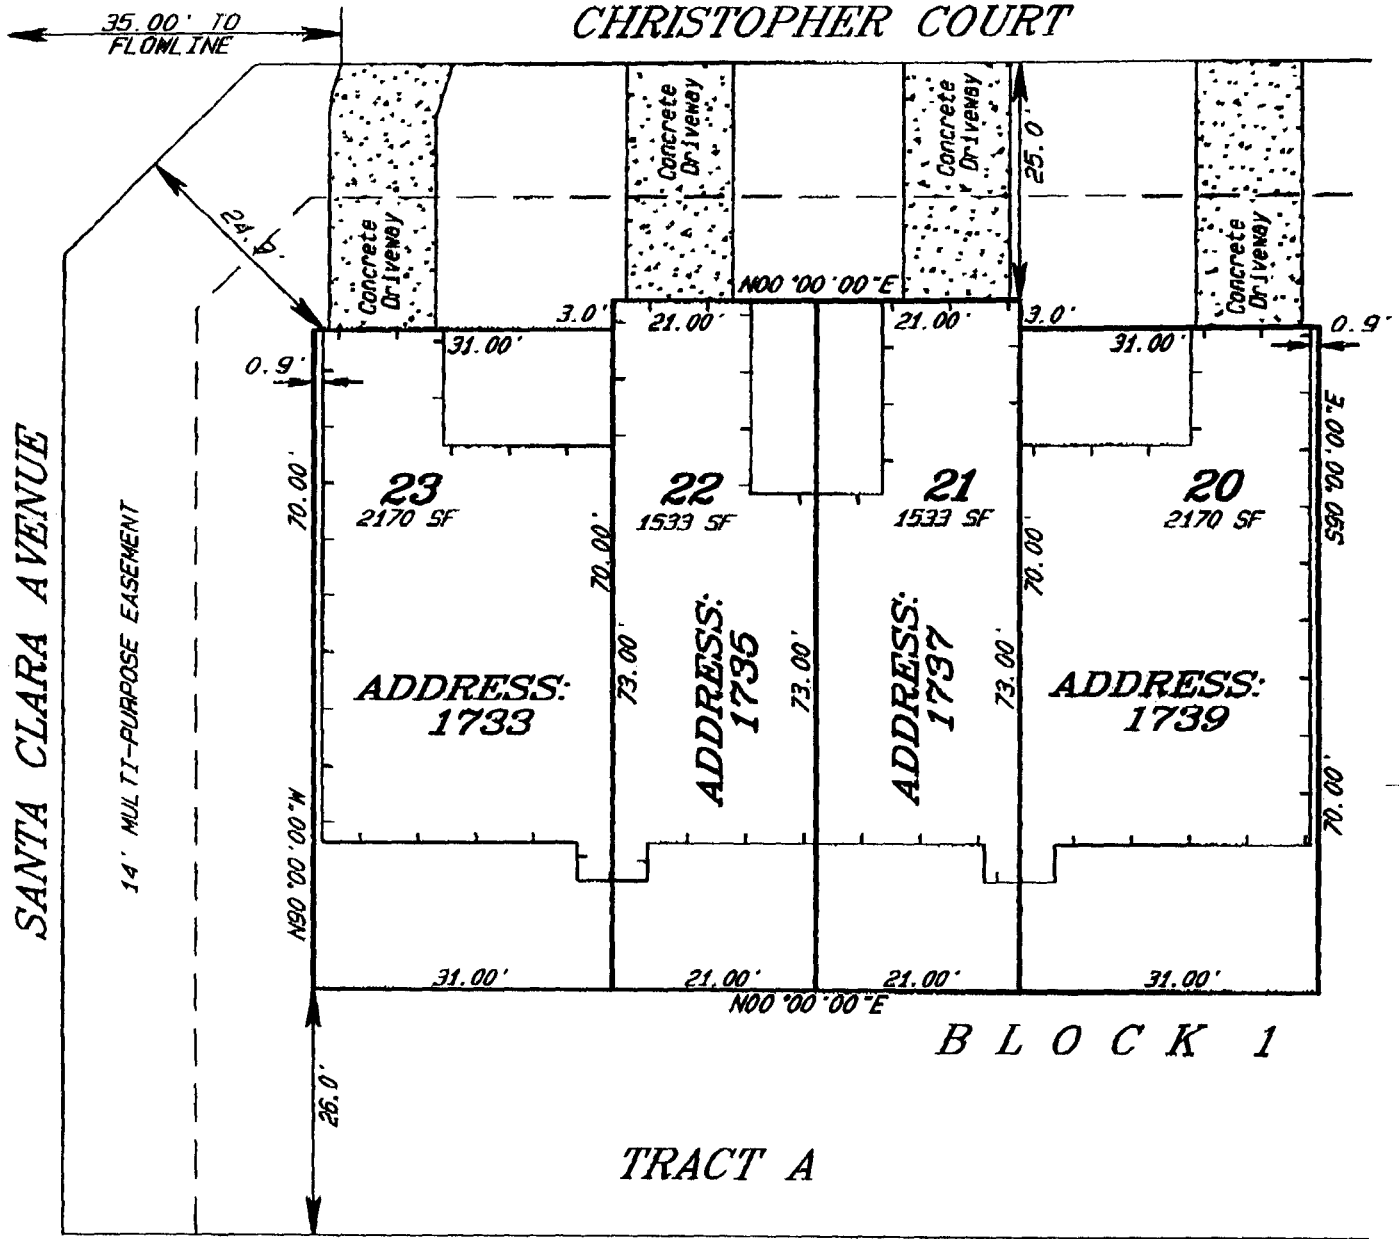 35.00' TO
FLOWLINE
CHRISTOPHER COURT
Concrete
Driveway
Concrete
Driveway
Concrete
Driveway
Concrete
Driveway
25.0'
24.9'
N00°00'00"E
3.0'
21.00'
21.00'
3.0'
31.00'
31.00'
0.9'
0.9'
S90°00'00"E
70.00'
23
2170 SF
22
1533 SF
21
1533 SF
20
2170 SF
70.00'
70.00'
73.00'
73.00'
73.00'
70.00'
SANTA CLARA AVENUE
14' MULTI-PURPOSE EASEMENT
ADDRESS:
1733
ADDRESS:
1735
ADDRESS:
1737
ADDRESS:
1739
N90°00'00"W
31.00'
21.00'
21.00'
31.00'
N00°00'00"E
BLOCK 1
26.0'
TRACT A